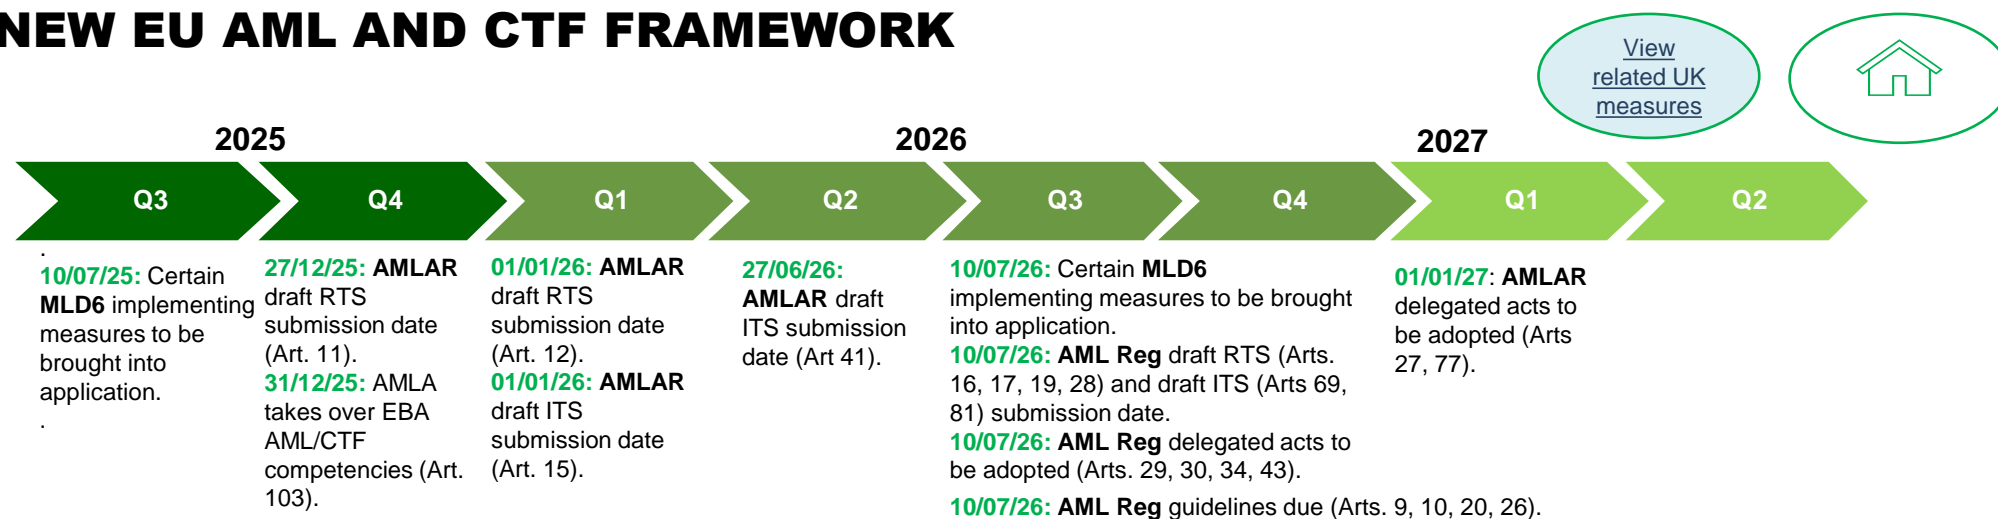 NEW EU AML AND CTF FRAMEWORK
View
related UK
measures
2025
2026
2027
Q3
Q4
Q1
Q2
Q3
Q4
Q1
Q2
.
10/07/25: Certain
MLD6 implementing
measures to be
brought into
application.
.
27/12/25: AMLAR
draft RTS
submission date
(Art. 11).
31/12/25: AMLA
takes over EBA
AML/CTF
competencies (Art.
103).
01/01/26: AMLAR
draft RTS
submission date
(Art. 12).
01/01/26: AMLAR
draft ITS
submission date
(Art. 15).
27/06/26:
AMLAR draft
ITS submission
date (Art 41).
10/07/26: Certain MLD6
implementing measures to be brought
into application.
10/07/26: AML Reg draft RTS (Arts.
16, 17, 19, 28) and draft ITS (Arts 69,
81) submission date.
10/07/26: AML Reg delegated acts to
be adopted (Arts. 29, 30, 34, 43).
10/07/26: AML Reg guidelines due (Arts. 9, 10, 20, 26).
01/01/27: AMLAR
delegated acts to
be adopted (Arts
27, 77).